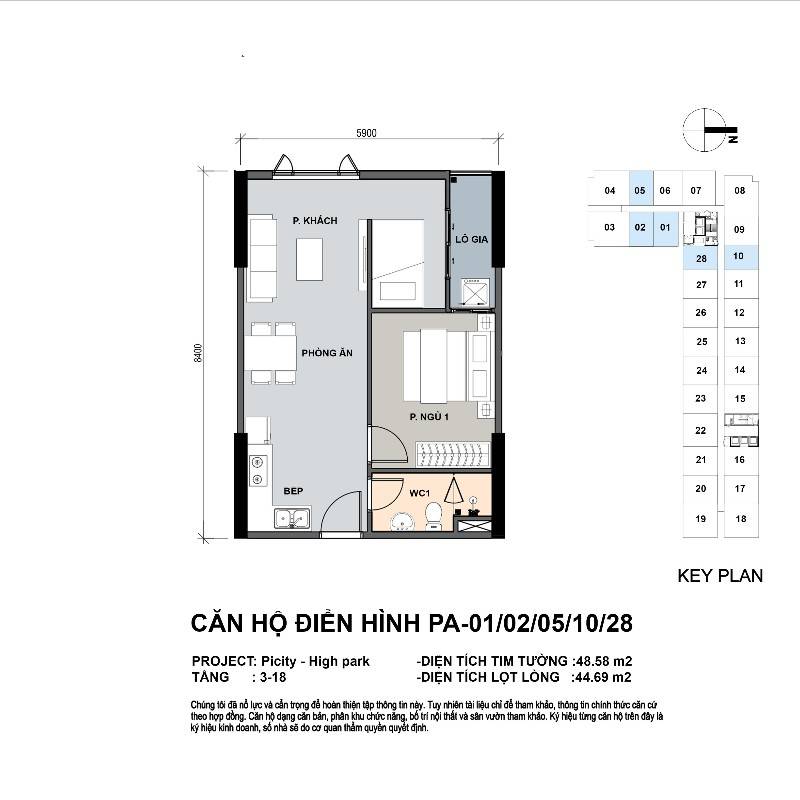 5900
8400
P. KHÁCH
LÔ GIA
PHÒNG ĂN
P. NGỦ 1
BEP
WC1
N
04 05 06 07 08
03 02 01 09
28 10
27 11
26 12
25 13
24 14
23 15
22
21 16
20 17
19 18
KEY PLAN
CĂN HỘ ĐIỂN HÌNH PA-01/02/05/10/28
PROJECT: Picity - High park -DIỆN TÍCH TIM TƯỜNG :48.58 m2
TẦNG : 3-18 -DIỆN TÍCH LỌT LÒNG :44.69 m2
Chúng tôi đã nổ lực và cẩn trọng để hoàn thiện tập thông tin này. Tuy nhiên tài liệu chỉ để tham khảo, thông tin chính thức căn cứ
theo hợp đồng. Căn hộ dạng căn bản, phân khu chức năng, bố trí nội thất và sân vườn tham khảo. Ký hiệu từng căn hộ trên đây là
ký hiệu kinh doanh, số nhà sẽ do cơ quan thẩm quyền quyết định.